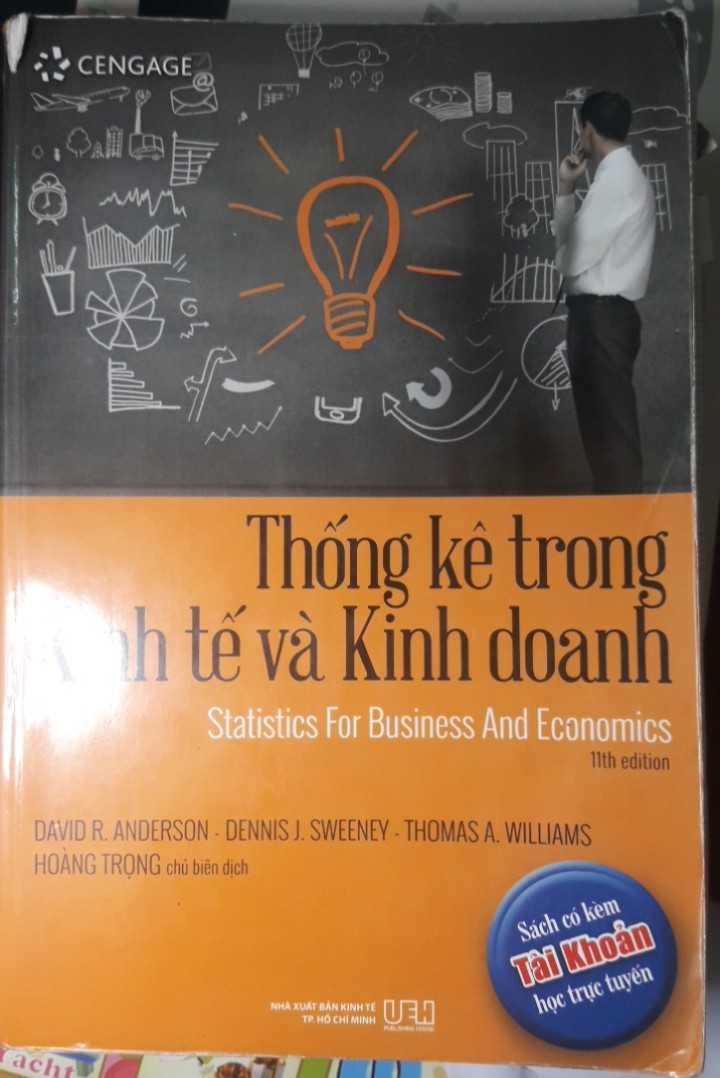 CENGAGE
Thống kê trong
tế và Kinh doanh
Statistics For Business And Economics
11th edition
DAVID R. ANDERSON - DENNIS J. SWEENEY - THOMAS A. WILLIAMS
HOÀNG TRỌNG chủ biên dịch
Sách có kèm
Tài Khoản
học trực tuyến
NHÀ XUẤT BẢN KINH TẾ
TP. HỒ CHÍ MINH
UEH
PUBLISHING HOUSE
Yacht